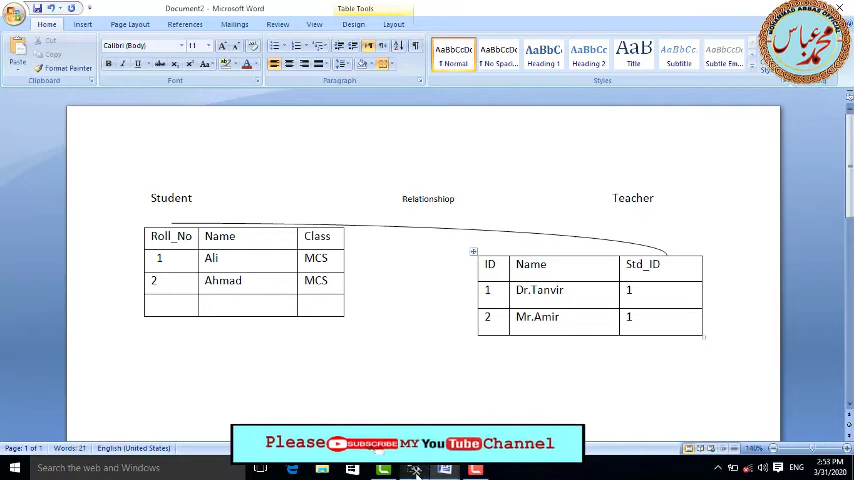 Document2 - Microsoft Word
Table Tools
Home Insert Page Layout References Mailings Review View Design Layout
Paste
Cut
Copy
Format Painter
Clipboard
Calibri (Body) 11
Font
Paragraph
AaBbCcDc AaBbCcDc AaBbCc AaBbCc AaB AaBbCc. AaBbCcDc
¶ Normal ¶ No Spaci... Heading 1 Heading 2 Title Subtitle Subtle Em...
Styles
محمد عباس
Student Relationshiop Teacher
Roll_No Name Class
1 Ali MCS
2 Ahmad MCS
ID Name Std_ID
1 Dr.Tanvir 1
2 Mr.Amir 1
Please SUBSCRIBE MY YouTube Channel
Page: 1 of 1 Words: 21 English (United States) 140%
Search the web and Windows
ENG
2:53 PM
3/31/2020